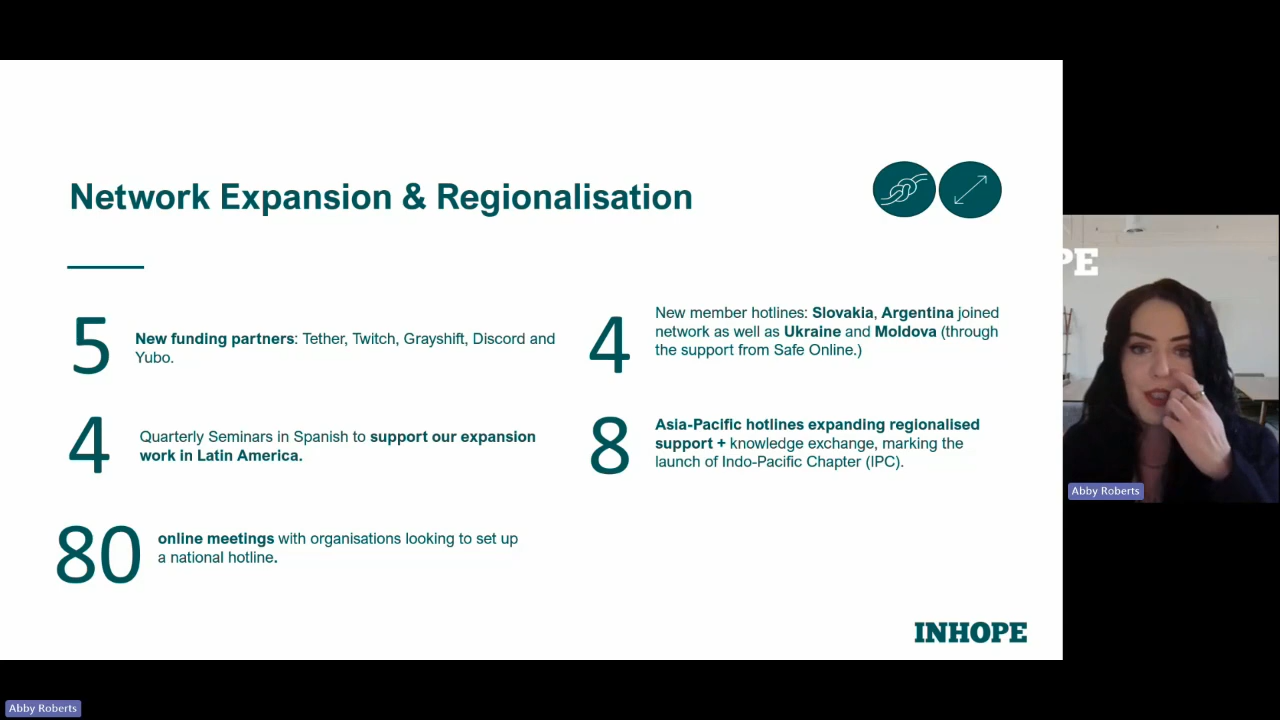 Network Expansion & Regionalisation
5
New funding partners: Tether, Twitch, Grayshift, Discord and
Yubo.
4
New member hotlines: Slovakia, Argentina joined
network as well as Ukraine and Moldova (through
the support from Safe Online.)
4
Quarterly Seminars in Spanish to support our expansion
work in Latin America.
8
Asia-Pacific hotlines expanding regionalised
support + knowledge exchange, marking the
launch of Indo-Pacific Chapter (IPC).
80
online meetings with organisations looking to set up
a national hotline.
INHOPE
PE
Abby Roberts
Abby Roberts